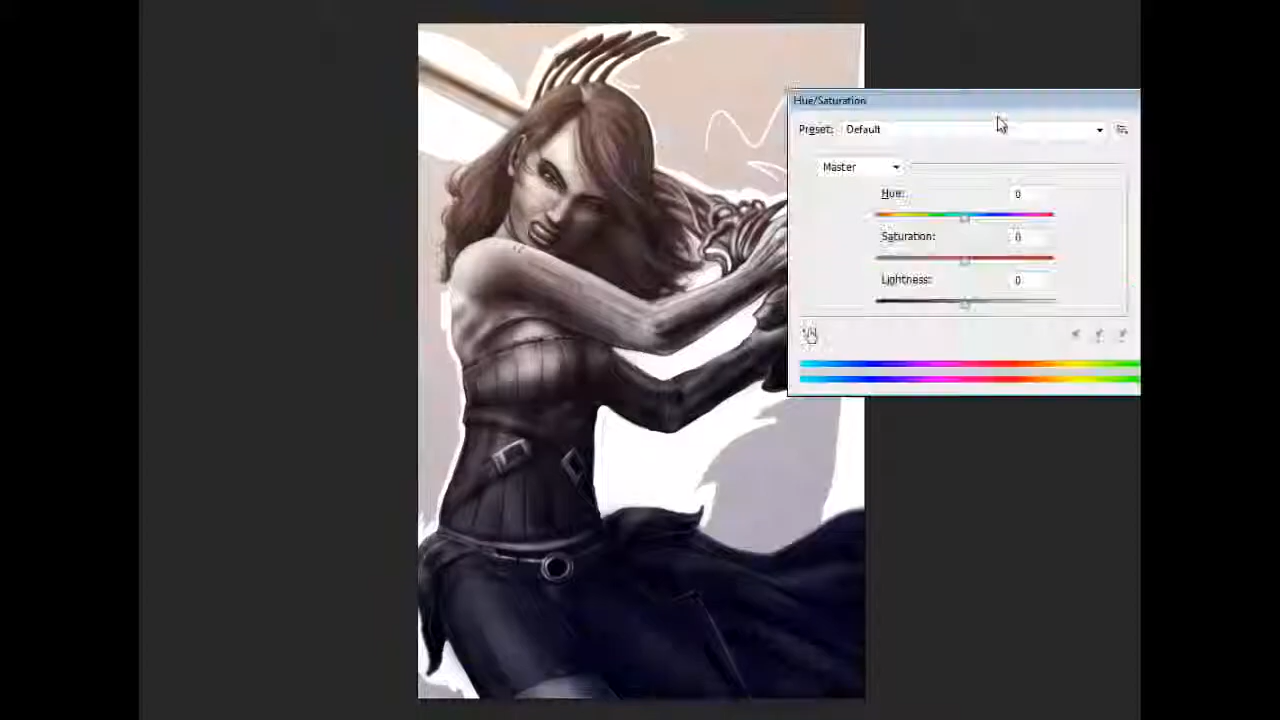 Hue/Saturation
Preset: Default
Master
Hue: 0
Saturation: 0
Lightness: 0